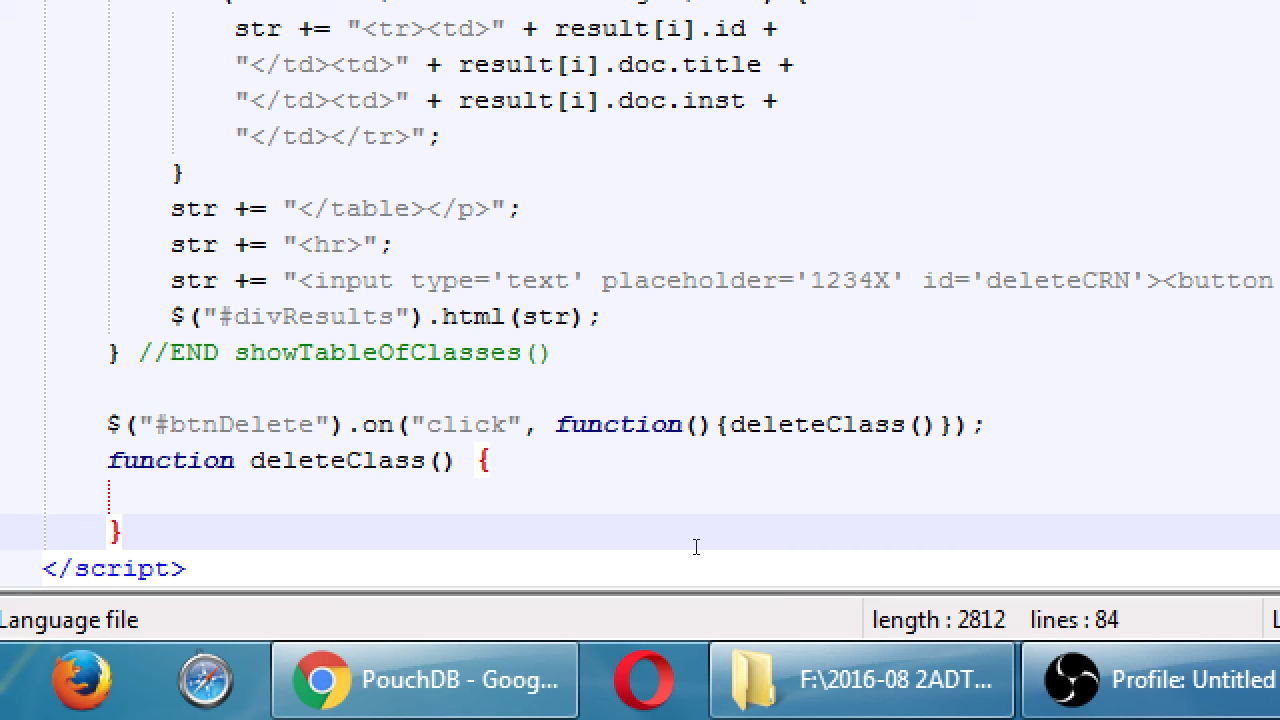 str += "<tr><td>" + result[i].id +
"</td><td>" + result[i].doc.title +
"</td><td>" + result[i].doc.inst +
"</td></tr>";
}
str += "</table></p>";
str += "<hr>";
str += "<input type='text' placeholder='1234X' id='deleteCRN'><button
$("#divResults").html(str);
} //END showTableOfClasses()
$("#btnDelete").on("click", function(){deleteClass()});
function deleteClass() {
}
</script>
Language file length : 2812 lines : 84
PouchDB - Goog... F:\2016-08 2ADT... Profile: Untitled